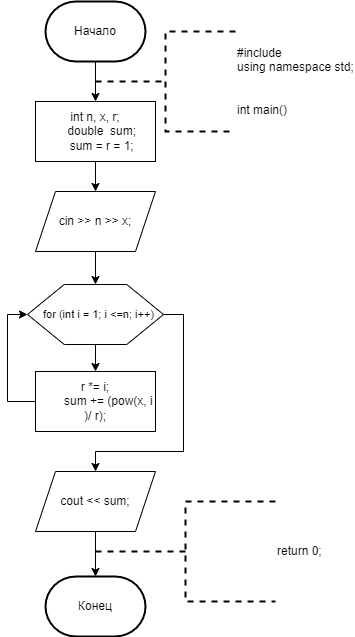 Начало
#include
using namespace std;
int main()
int n, x, r;
double sum;
sum = r = 1;
cin >> n >> x;
for (int i = 1; i <=n; i++)
r *= i;
sum += (pow(x, i
)/ r);
cout << sum;
return 0;
Конец